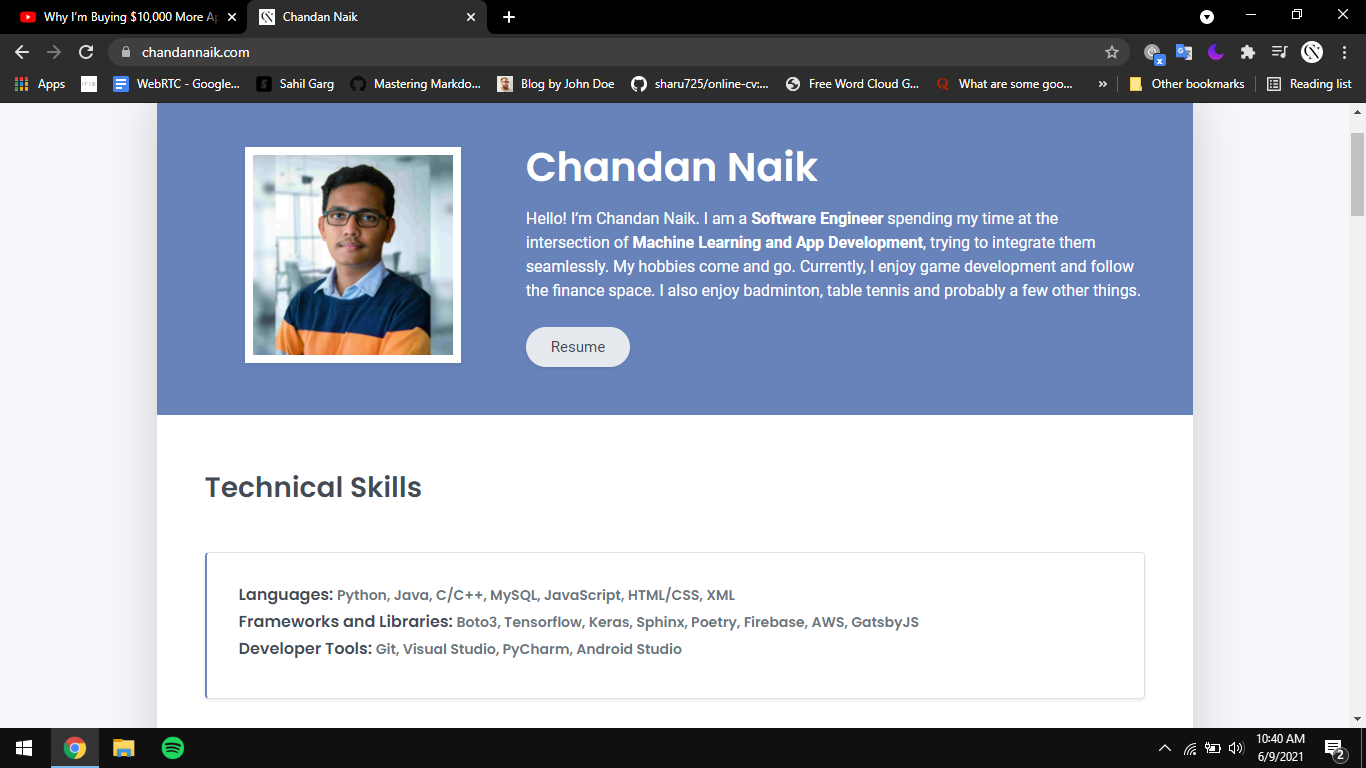 Why I'm Buying $10,000 More Ap
Chandan Naik
chandannaik.com
Apps
WebRTC - Google...
Sahil Garg
Mastering Markdo...
Blog by John Doe
sharu725/online-cv:...
Free Word Cloud G...
What are some goo...
»
Other bookmarks
Reading list
Chandan Naik
Hello! I'm Chandan Naik. I am a Software Engineer spending my time at the
intersection of Machine Learning and App Development, trying to integrate them
seamlessly. My hobbies come and go. Currently, I enjoy game development and follow
the finance space. I also enjoy badminton, table tennis and probably a few other things.
Resume
Technical Skills
Languages: Python, Java, C/C++, MySQL, JavaScript, HTML/CSS, XML
Frameworks and Libraries: Boto3, Tensorflow, Keras, Sphinx, Poetry, Firebase, AWS, GatsbyJS
Developer Tools: Git, Visual Studio, PyCharm, Android Studio
10:40 AM
6/9/2021
2